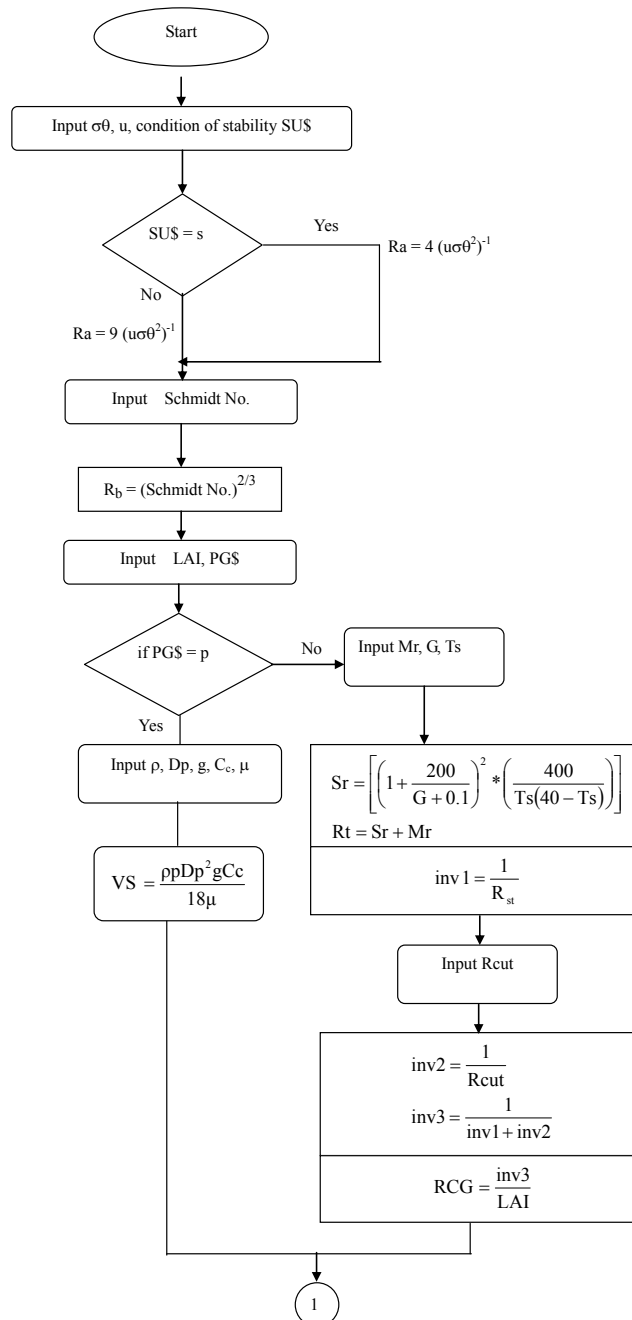 Start
Input σθ, u, condition of stability SU$
SU$ = s
Yes
Ra = 4 (uσθ²)⁻¹
No
Ra = 9 (uσθ²)⁻¹
Input Schmidt No.
R_b = (Schmidt No.)^2/3
Input LAI, PG$
if PG$ = p
No
Input Mr, G, Ts
Yes
Input ρ, Dp, g, C_c, μ
Sr = [(1 + 200/(G + 0.1))² * (400/(Ts(40 − Ts)))]
Rt = Sr + Mr
VS = ρpDp²gCc/18μ
inv1 = 1/R_st
Input Rcut
inv2 = 1/Rcut
inv3 = 1/(inv1 + inv2)
RCG = inv3/LAI
1